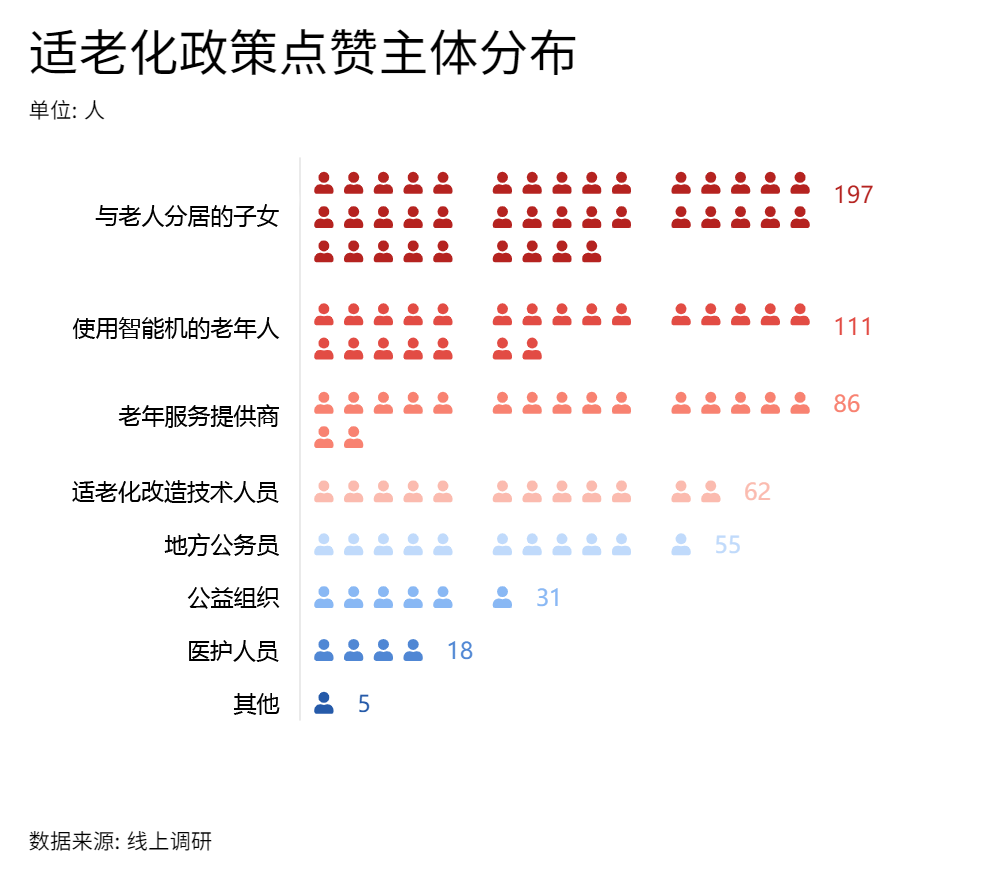 适老化政策点赞主体分布
单位: 人
与老人分居的子女 197
使用智能机的老年人 111
老年服务提供商 86
适老化改造技术人员 62
地方公务员 55
公益组织 31
医护人员 18
其他 5
数据来源: 线上调研